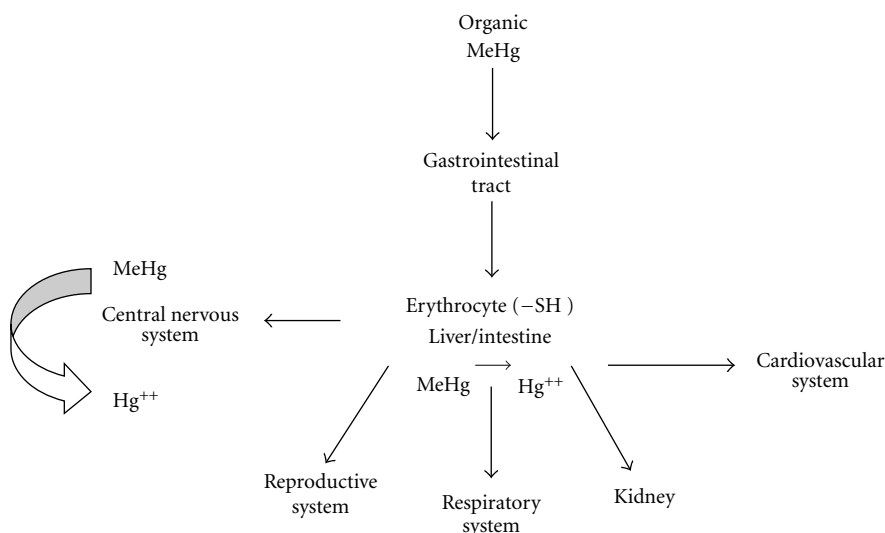 Organic
MeHg
Gastrointestinal
tract
MeHg
Central nervous
system
Hg++
Erythrocyte (−SH )
Liver/intestine
MeHg → Hg++
Cardiovascular
system
Reproductive
system
Respiratory
system
Kidney